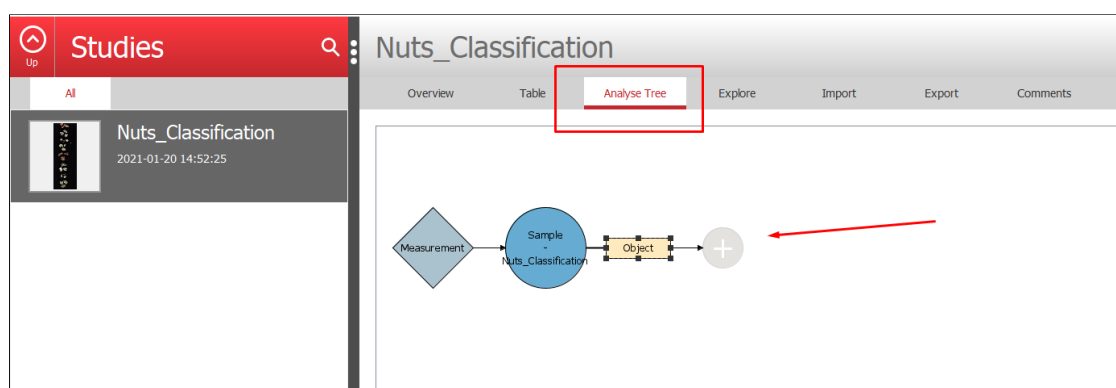 Up
Studies
All
Nuts_Classification
2021-01-20 14:52:25
Nuts_Classification
Overview
Table
Analyse Tree
Explore
Import
Export
Comments
Measurement
Sample
-
Nuts_Classification
Object